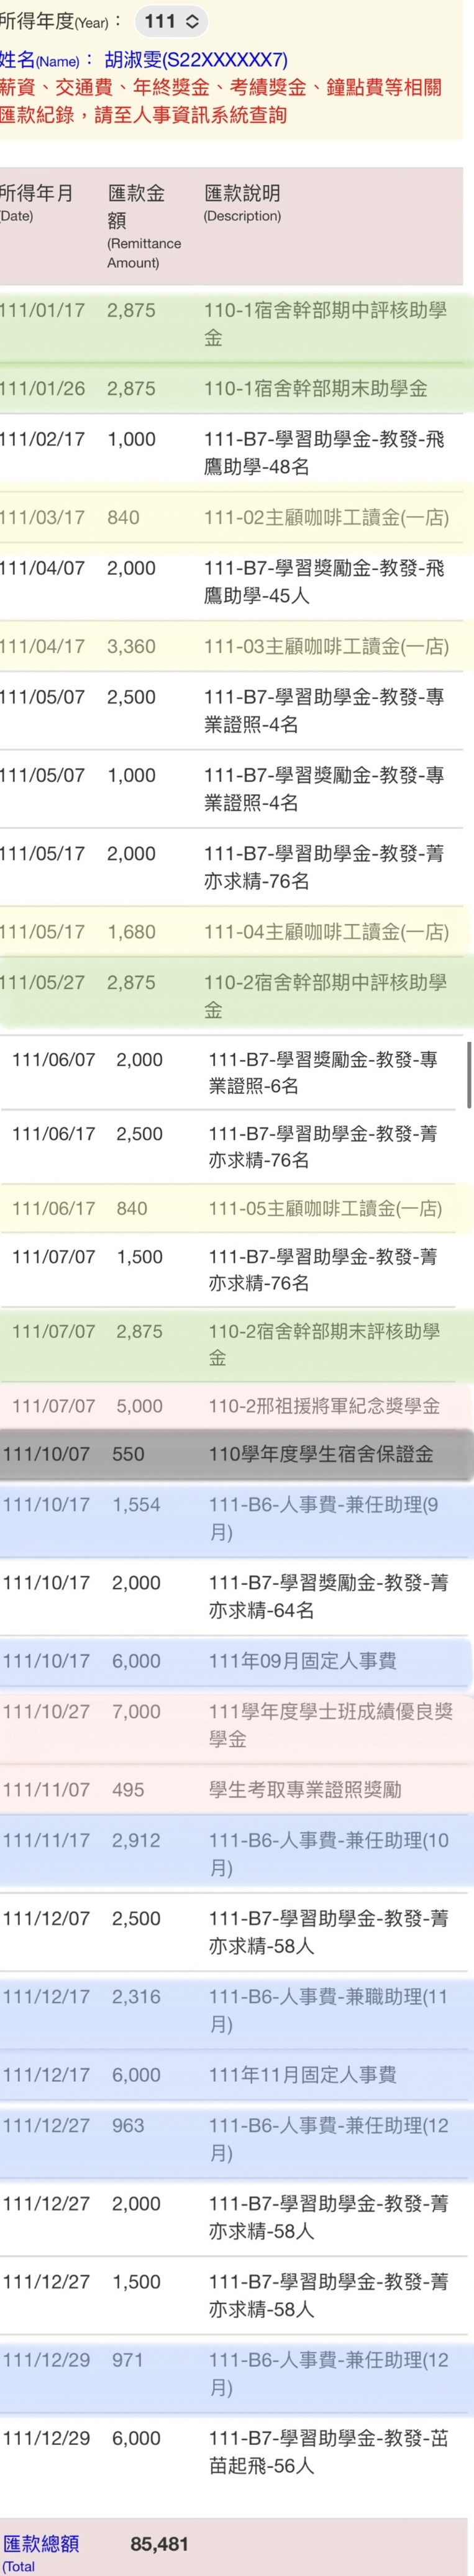 所得年度(Year)： 111
姓名(Name)： 胡淑雯(S22XXXXXX7)
薪資、交通費、年終獎金、考績獎金、鐘點費等相關
匯款紀錄，請至人事資訊系統查詢
所得年月 匯款金 匯款說明
(Date) 額 (Description)
(Remittance
Amount)
111/01/17 2,875 110-1宿舍幹部期中評核助學
金
111/01/26 2,875 110-1宿舍幹部期末助學金
111/02/17 1,000 111-B7-學習助學金-教發-飛
鷹助學-48名
111/03/17 840 111-02主顧咖啡工讀金(一店)
111/04/07 2,000 111-B7-學習獎勵金-教發-飛
鷹助學-45人
111/04/17 3,360 111-03主顧咖啡工讀金(一店)
111/05/07 2,500 111-B7-學習助學金-教發-專
業證照-4名
111/05/07 1,000 111-B7-學習獎勵金-教發-專
業證照-4名
111/05/17 2,000 111-B7-學習助學金-教發-菁
亦求精-76名
111/05/17 1,680 111-04主顧咖啡工讀金(一店)
111/05/27 2,875 110-2宿舍幹部期中評核助學
金
111/06/07 2,000 111-B7-學習獎勵金-教發-專
業證照-6名
111/06/17 2,500 111-B7-學習助學金-教發-菁
亦求精-76名
111/06/17 840 111-05主顧咖啡工讀金(一店)
111/07/07 1,500 111-B7-學習助學金-教發-菁
亦求精-76名
111/07/07 2,875 110-2宿舍幹部期末評核助學
金
111/07/07 5,000 110-2邢祖援將軍紀念獎學金
111/10/07 550 110學年度學生宿舍保證金
111/10/17 1,554 111-B6-人事費-兼任助理(9
月)
111/10/17 2,000 111-B7-學習獎勵金-教發-菁
亦求精-64名
111/10/17 6,000 111年09月固定人事費
111/10/27 7,000 111學年度學士班成績優良獎
學金
111/11/07 495 學生考取專業證照獎勵
111/11/17 2,912 111-B6-人事費-兼任助理(10
月)
111/12/07 2,500 111-B7-學習助學金-教發-菁
亦求精-58人
111/12/17 2,316 111-B6-人事費-兼職助理(11
月)
111/12/17 6,000 111年11月固定人事費
111/12/27 963 111-B6-人事費-兼任助理(12
月)
111/12/27 2,000 111-B7-學習助學金-教發-菁
亦求精-58人
111/12/27 1,500 111-B7-學習助學金-教發-菁
亦求精-58人
111/12/29 971 111-B6-人事費-兼任助理(12
月)
111/12/29 6,000 111-B7-學習助學金-教發-茁
苗起飛-56人
匯款總額 85,481
(Total